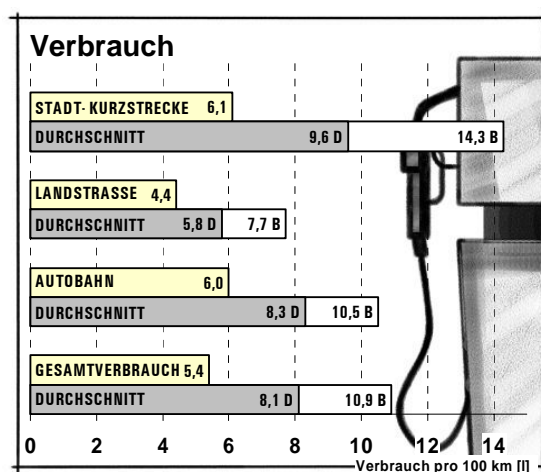 Verbrauch
STADT-KURZSTRECKE 6,1
DURCHSCHNITT 9,6 D 14,3 B
LANDSTRASSE 4,4
DURCHSCHNITT 5,8 D 7,7 B
AUTOBAHN 6,0
DURCHSCHNITT 8,3 D 10,5 B
GESAMTVERBRAUCH 5,4
DURCHSCHNITT 8,1 D 10,9 B
0 2 4 6 8 10 12 14
Verbrauch pro 100 km [l]